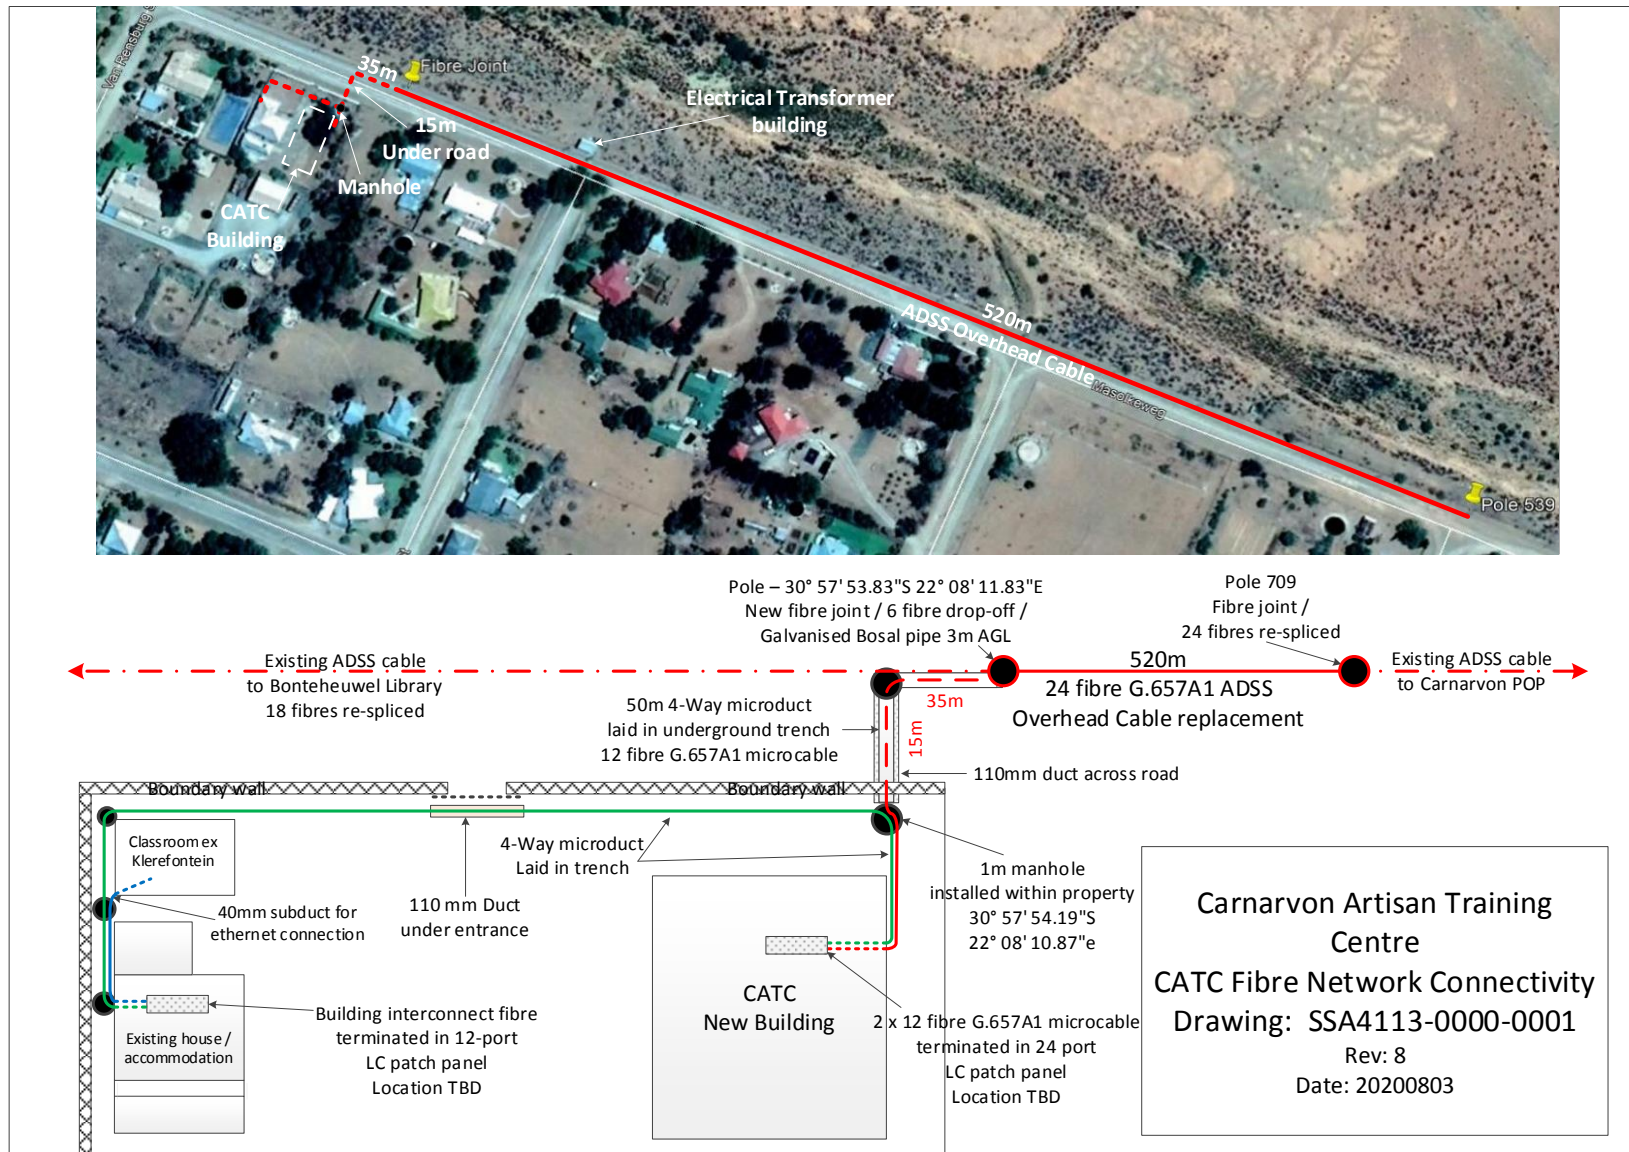 Van Rensburg S
35m
Fibre Joint
Electrical Transformer
building
15m
Under road
Manhole
CATC
Building
520m
ADSS Overhead Cable
Masolkeweg
Pole 539
Pole – 30° 57' 53.83"S 22° 08' 11.83"E
New fibre joint / 6 fibre drop-off /
Galvanised Bosal pipe 3m AGL
Pole 709
Fibre joint /
24 fibres re-spliced
Existing ADSS cable
to Bonteheuwel Library
18 fibres re-spliced
520m
24 fibre G.657A1 ADSS
Overhead Cable replacement
Existing ADSS cable
to Carnarvon POP
35m
15m
50m 4-Way microduct
laid in underground trench
12 fibre G.657A1 microcable
110mm duct across road
Boundary wall
Boundary wall
Classroom ex
Klerefontein
4-Way microduct
Laid in trench
40mm subduct for
ethernet connection
110 mm Duct
under entrance
1m manhole
installed within property
30° 57' 54.19"S
22° 08' 10.87"e
CATC
New Building
Building interconnect fibre
terminated in 12-port
LC patch panel
Location TBD
Existing house /
accommodation
2 x 12 fibre G.657A1 microcable
terminated in 24 port
LC patch panel
Location TBD
Carnarvon Artisan Training
Centre
CATC Fibre Network Connectivity
Drawing: SSA4113-0000-0001
Rev: 8
Date: 20200803